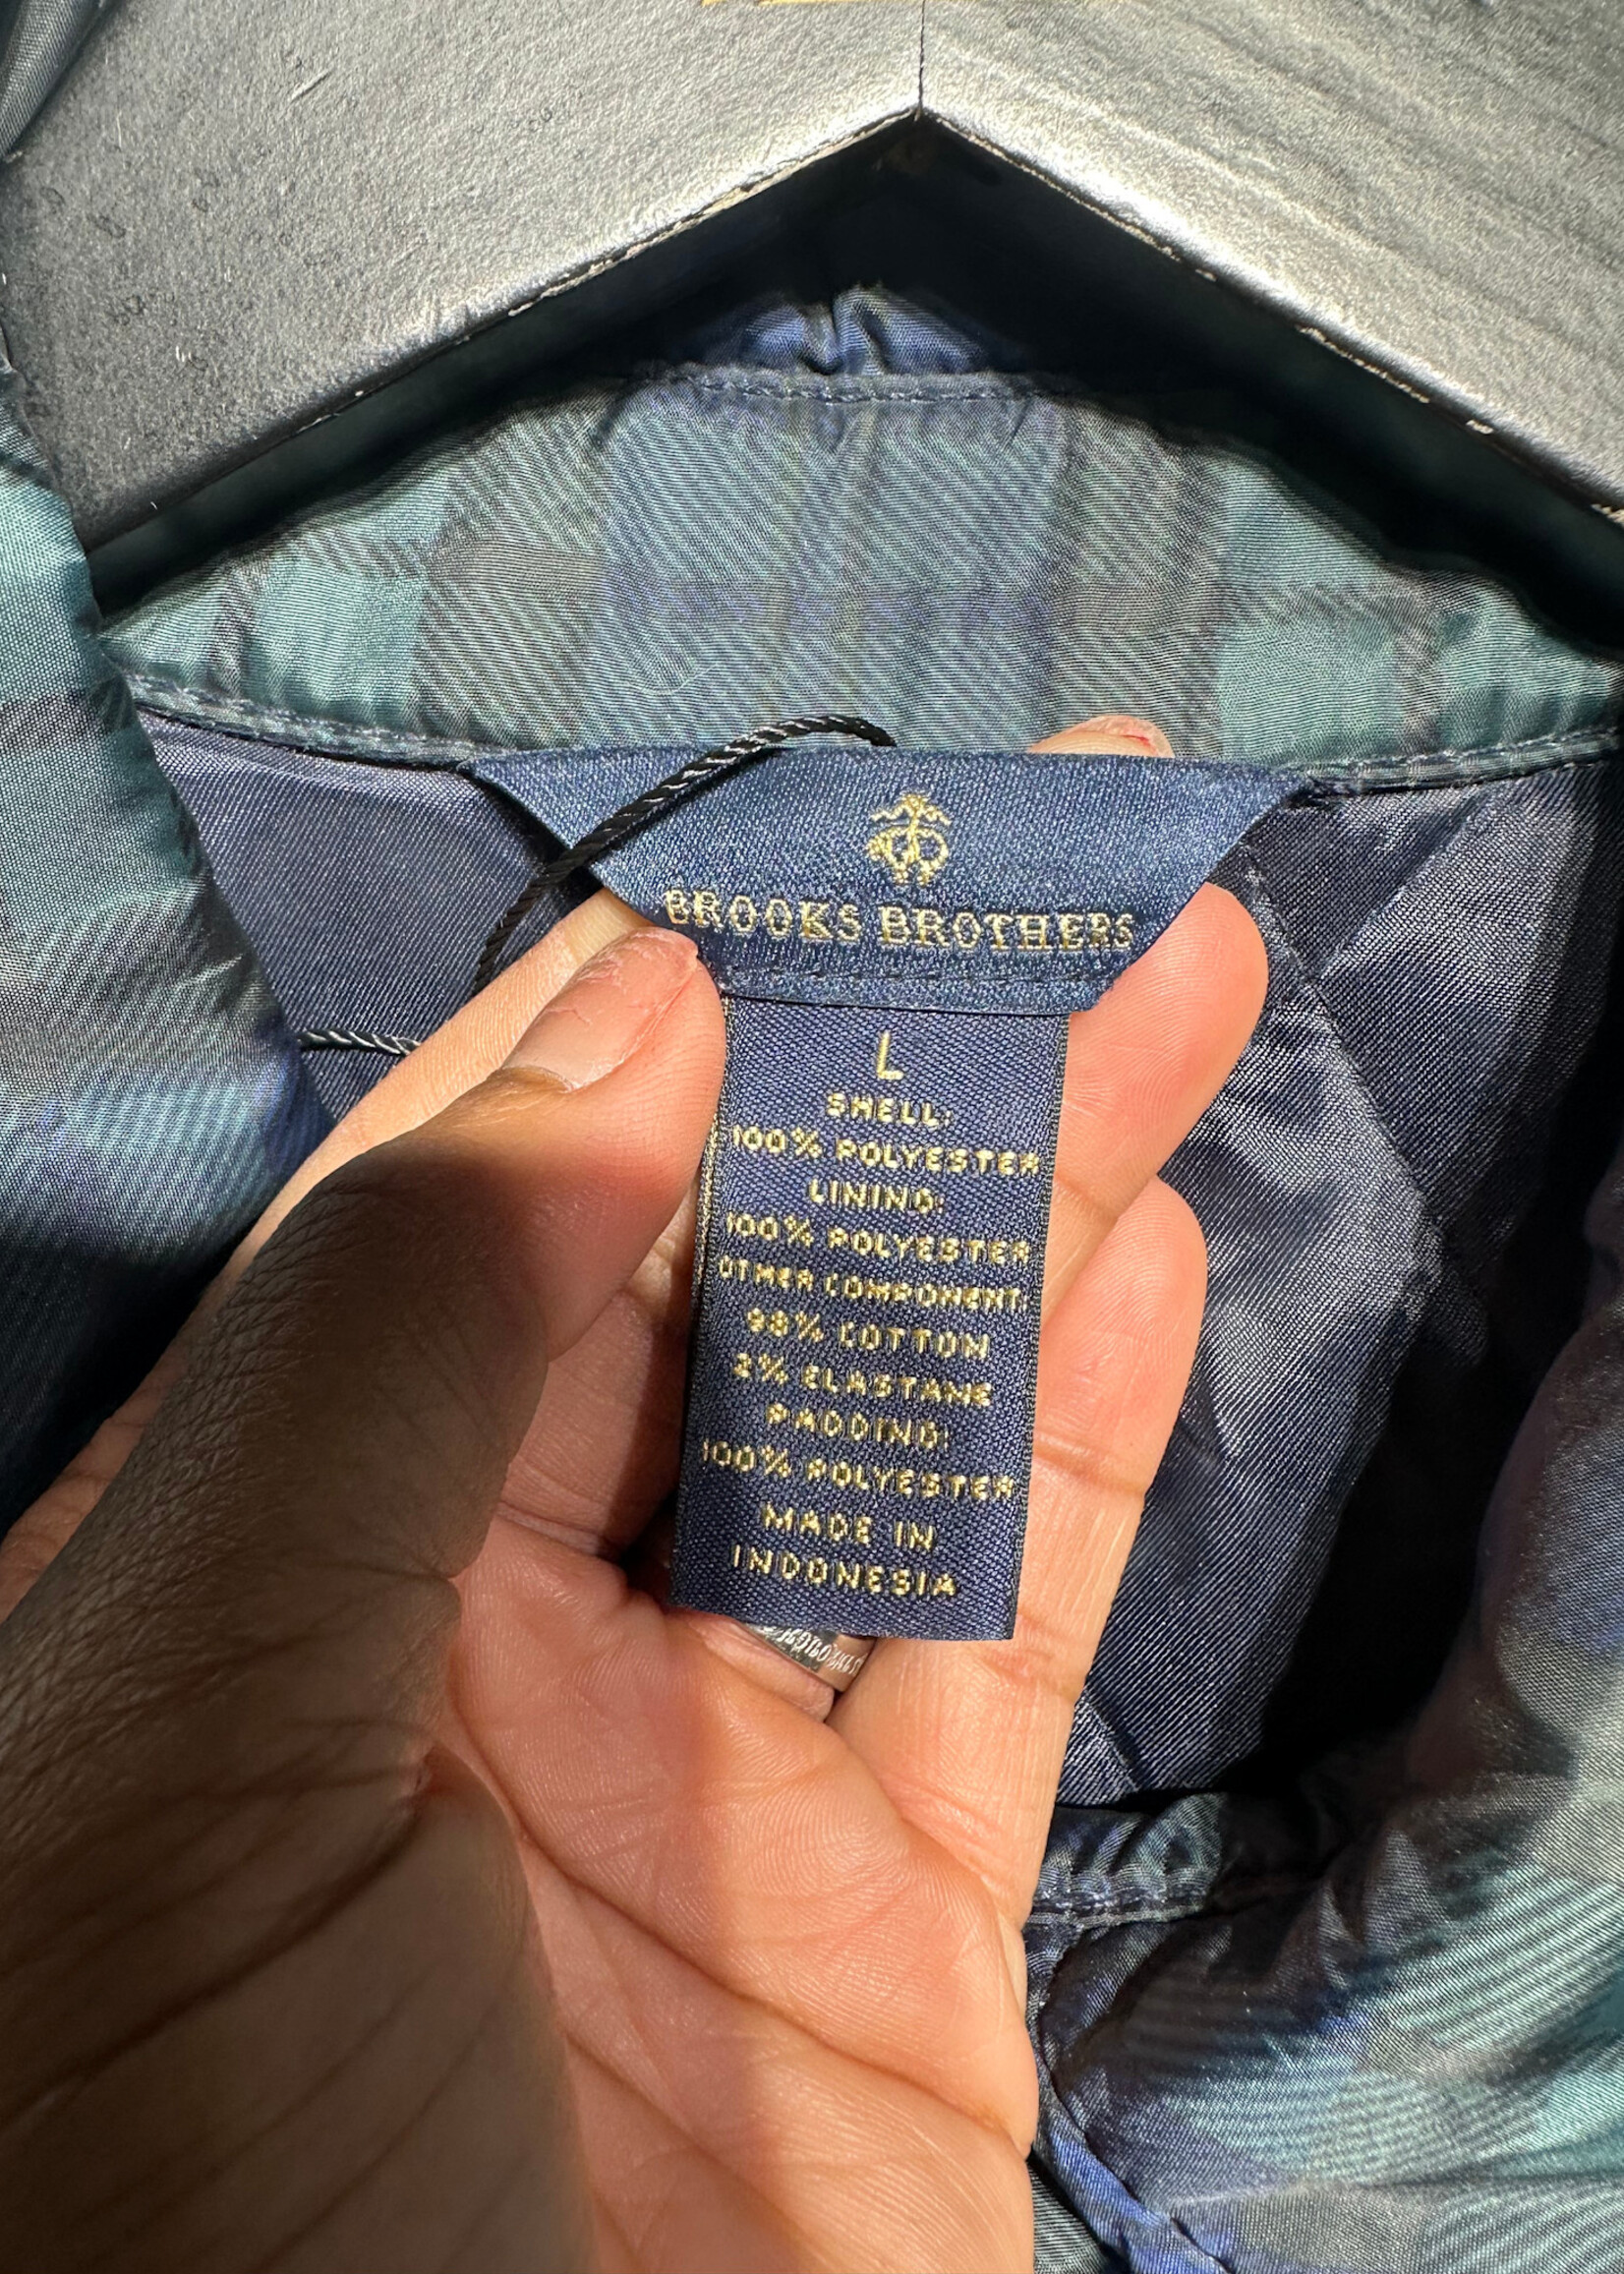 BROOKS BROTHERS
L
SHELL:
100% POLYESTER
LINING:
100% POLYESTER
OTHER COMPONENT:
98% COTTON
2% ELASTANE
PADDING:
100% POLYESTER
MADE IN
INDONESIA